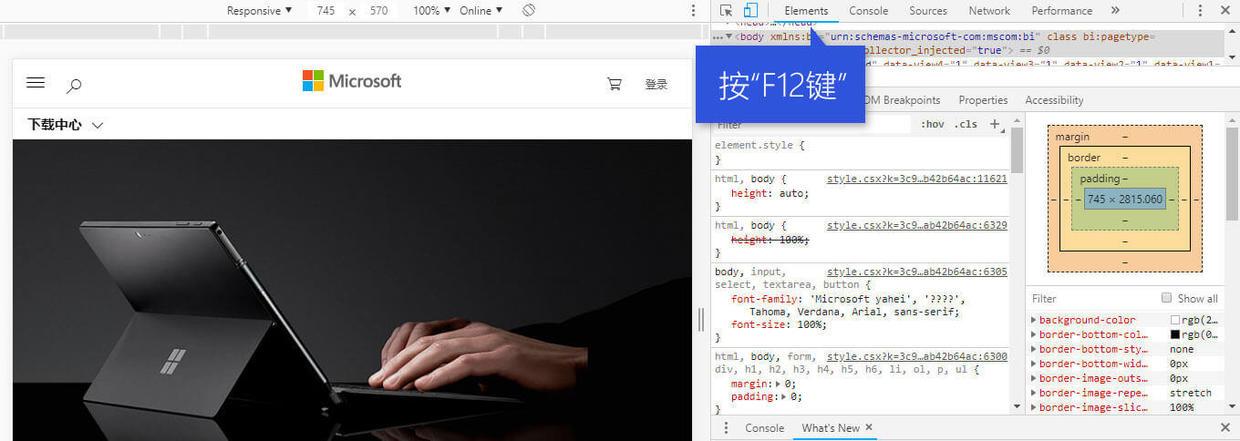 Responsive ▼ 745 x 570 100% ▼ Online ▼
Elements Console Sources Network Performance »
<body xmlns:b="urn:schemas-microsoft-com:mscom:bi" class bi:pagetype=
ollector_injected="true"> == $0
data-view4="1" data-view3="1" data-view2="1" data-view1=
Microsoft
登录
下载中心
按“F12键”
OM Breakpoints Properties Accessibility
Filter :hov .cls +
element.style {
}
html, body { style.csx?k=3c9…b42b64ac:11621
height: auto;
}
html, body { style.csx?k=3c9…ab42b64ac:6329
height: 100%;
}
body, input, style.csx?k=3c9…ab42b64ac:6305
select, textarea, button {
font-family: 'Microsoft yahei', '????',
Tahoma, Verdana, Arial, sans-serif;
font-size: 100%;
}
html, body, form, style.csx?k=3c9…ab42b64ac:6300
div, h1, h2, h3, h4, h5, h6, li, ol, p, ul {
margin: 0;
padding: 0;
}
margin –
border –
padding –
– – – 745 × 2815.060 – – –
–
–
–
Filter Show all
background-color rgb(2…
border-bottom-col… rgb(0…
border-bottom-sty… none
border-bottom-wid… 0px
border-image-outs… 0px
border-image-repe… stretch
border-image-slic… 100%
Console What's New ×